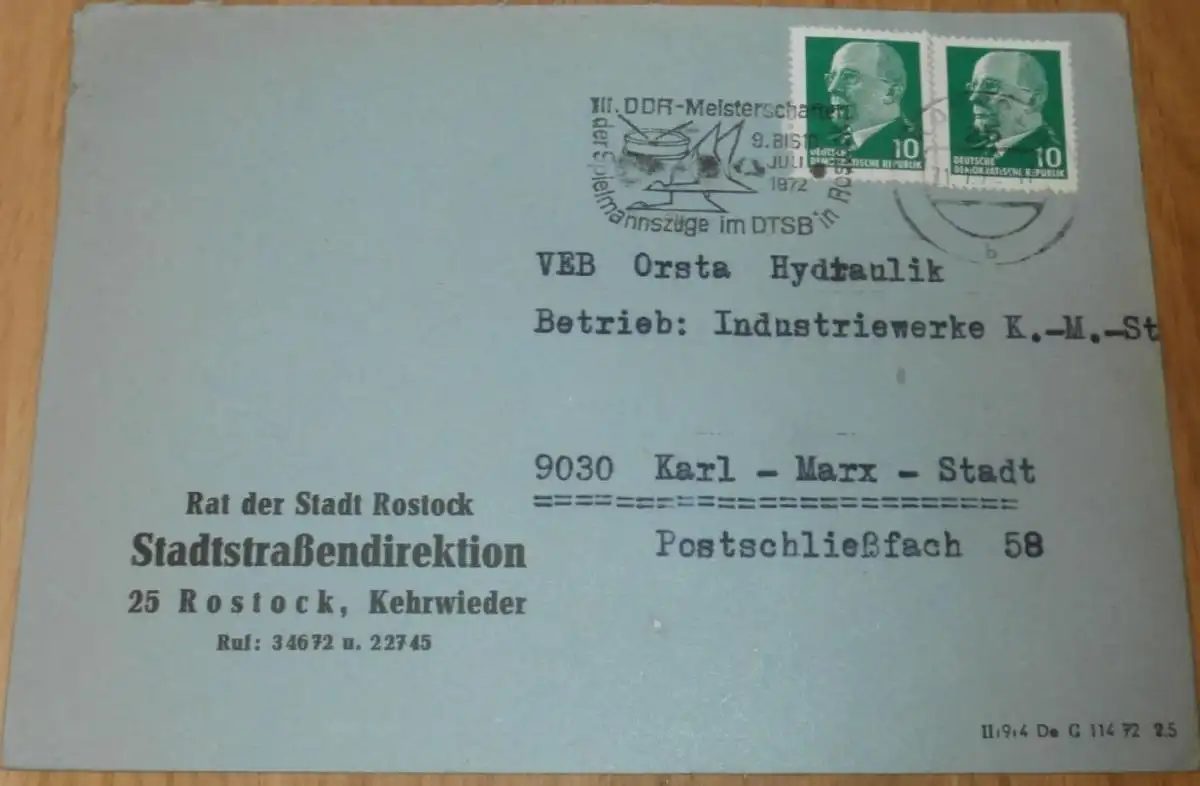 III. DDR-Meisterschaften
der Spielmannszüge im DTSB in
9. BIS
JULI
1972
DEUTSCHE
DEMOKRATISCHE REPUBLIK
10
DEUTSCHE
DEMOKRATISCHE REPUBLIK
10
b
VEB Orsta Hydraulik
Betrieb: Industriewerke K.-M.-St
9030 Karl - Marx - Stadt
Postschließfach 58
Rat der Stadt Rostock
Stadtstraßendirektion
25 Rostock, Kehrwieder
Ruf: 34672 u. 22745
II:9:4 De G 114 72 2.5